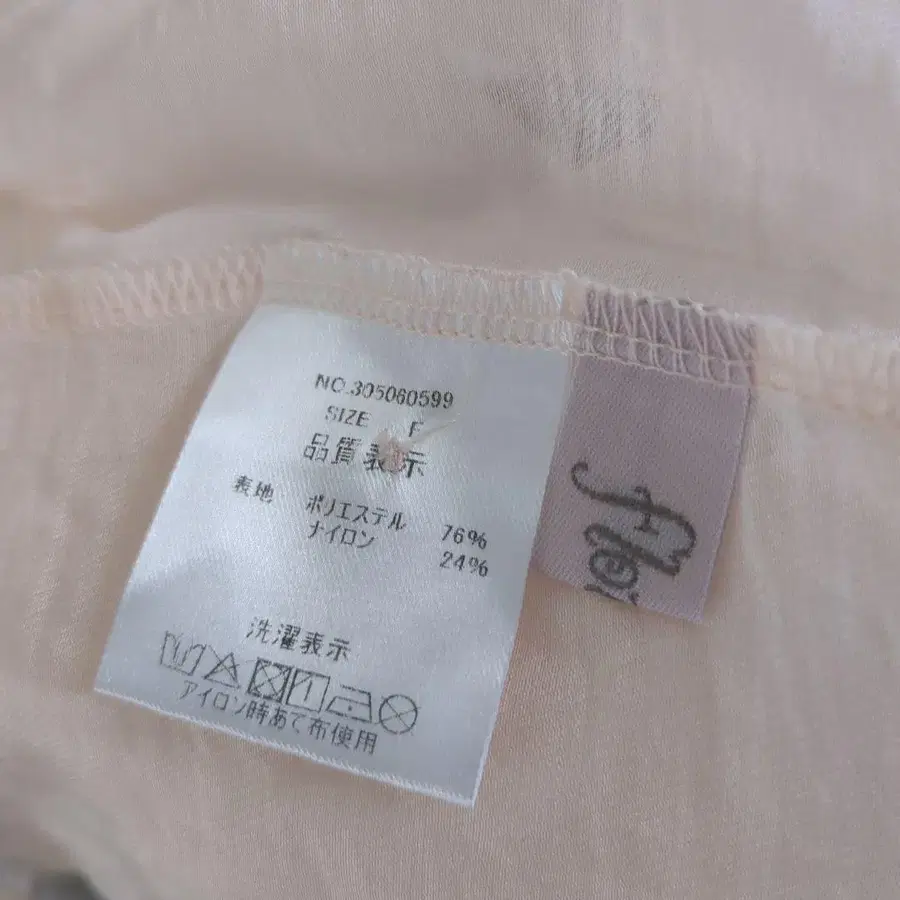 NO.305060599
SIZE F
品質表示
表地 ポリエステル 76%
ナイロン 24%
洗濯表示
アイロン時あて布使用